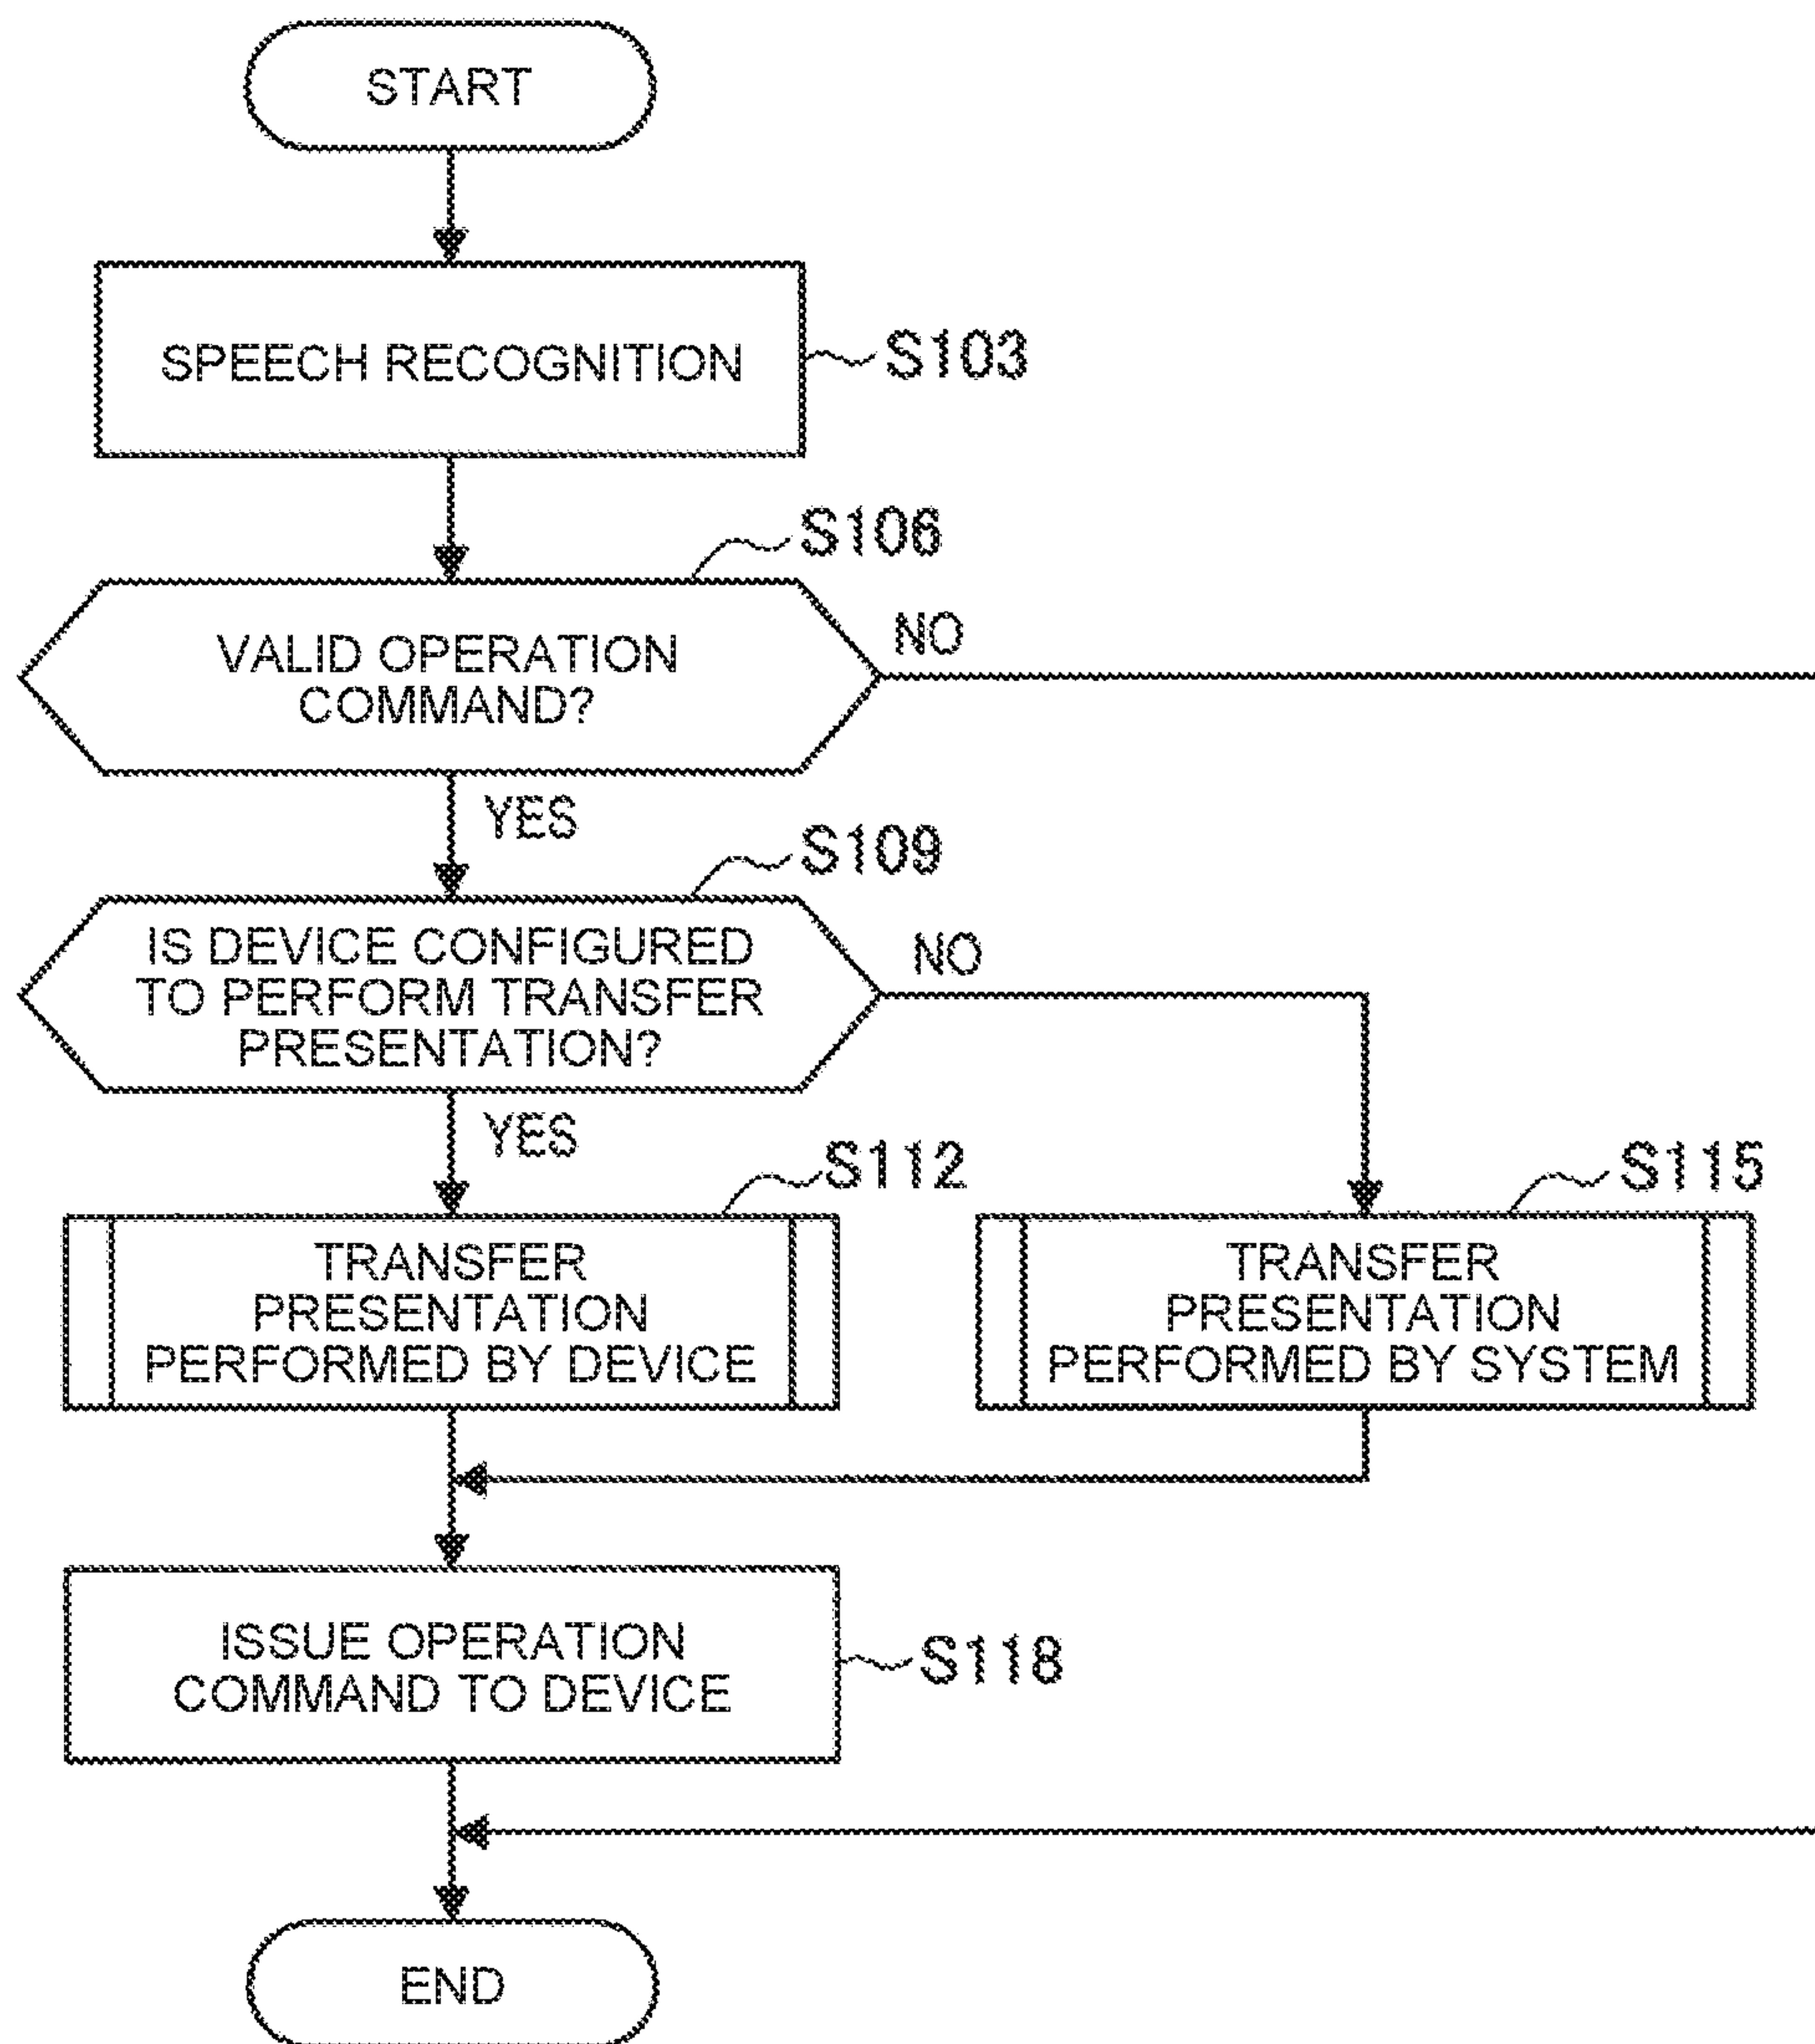 START
SPEECH RECOGNITION
S103
S106
VALID OPERATION
COMMAND?
NO
YES
S109
IS DEVICE CONFIGURED
TO PERFORM TRANSFER
PRESENTATION?
NO
YES
S112
TRANSFER
PRESENTATION
PERFORMED BY DEVICE
S115
TRANSFER
PRESENTATION
PERFORMED BY SYSTEM
ISSUE OPERATION
COMMAND TO DEVICE
S118
END